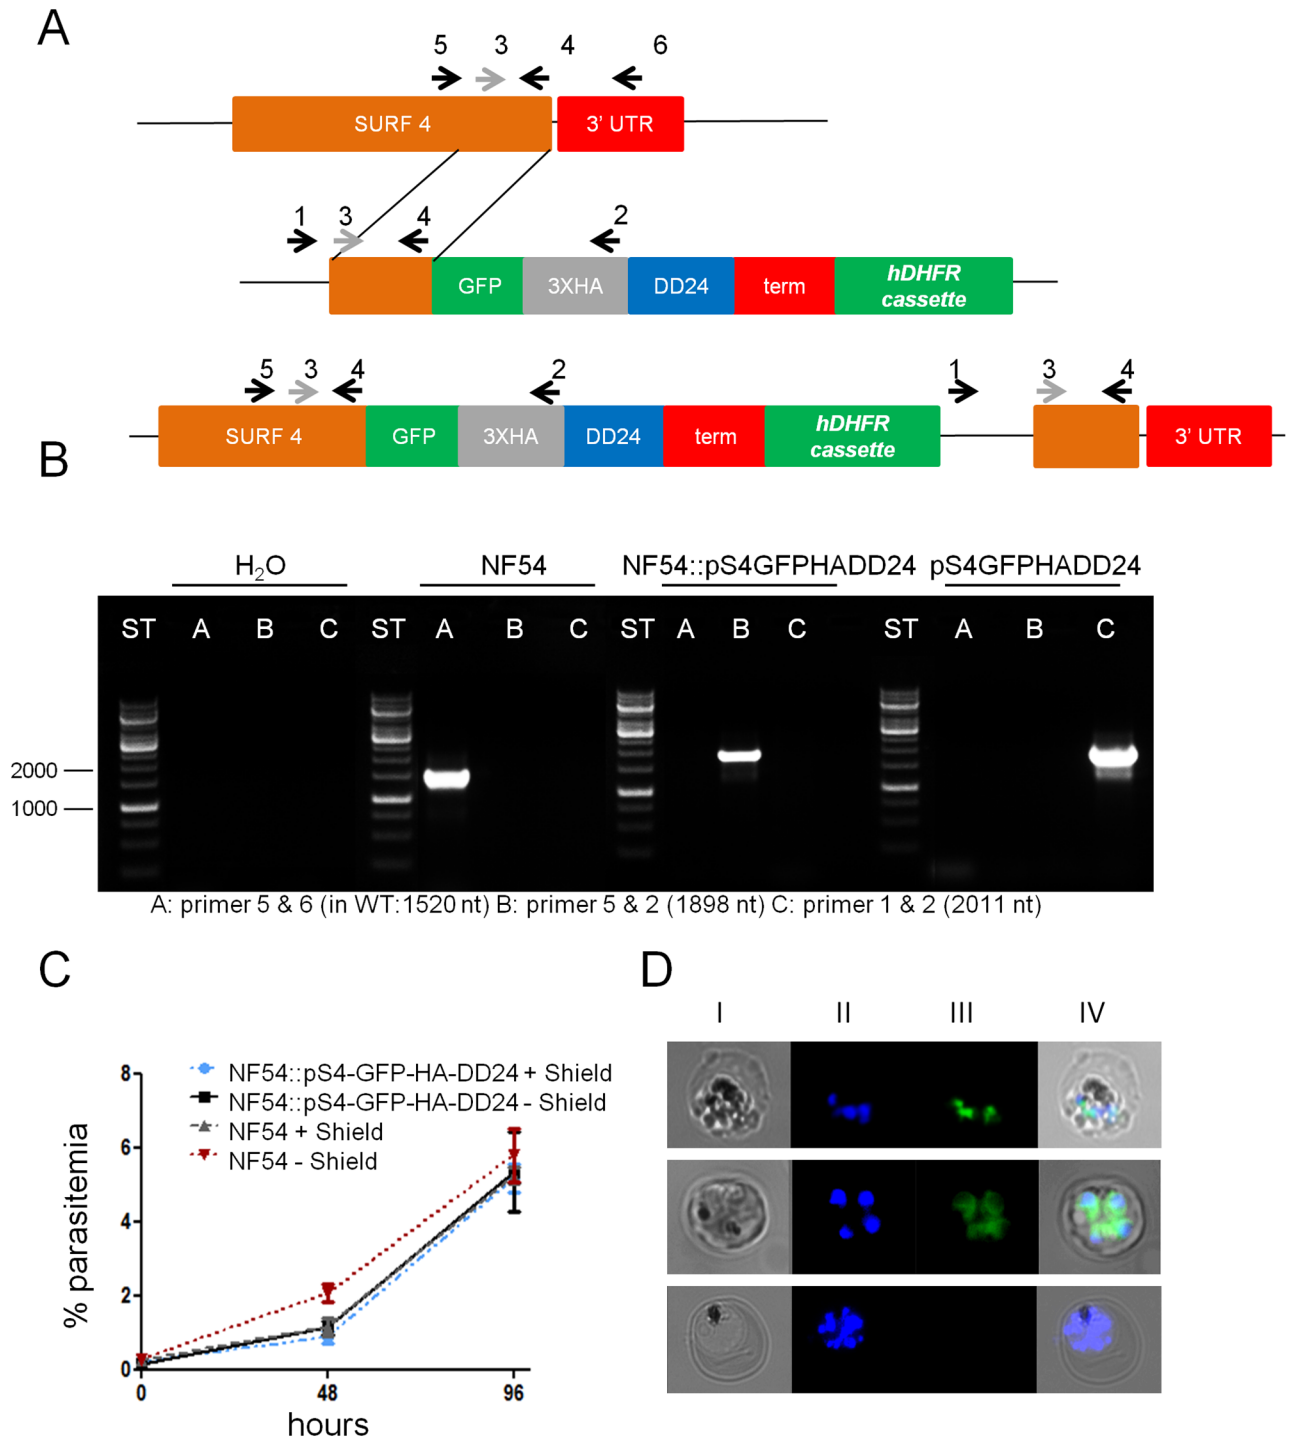 A
5 3 4 6
SURF 4 3' UTR
1 3 4 2
GFP 3XHA DD24 term hDHFR cassette
5 3 4 2 1 3 4
SURF 4 GFP 3XHA DD24 term hDHFR cassette 3' UTR
B
H₂O NF54 NF54::pS4GFPHADD24 pS4GFPHADD24
ST A B C ST A B C ST A B C ST A B C
2000
1000
A: primer 5 & 6 (in WT:1520 nt) B: primer 5 & 2 (1898 nt) C: primer 1 & 2 (2011 nt)
C
NF54::pS4-GFP-HA-DD24 + Shield
NF54::pS4-GFP-HA-DD24 - Shield
NF54 + Shield
NF54 - Shield
% parasitemia
8
6
4
2
0
0 48 96
hours
D
I II III IV